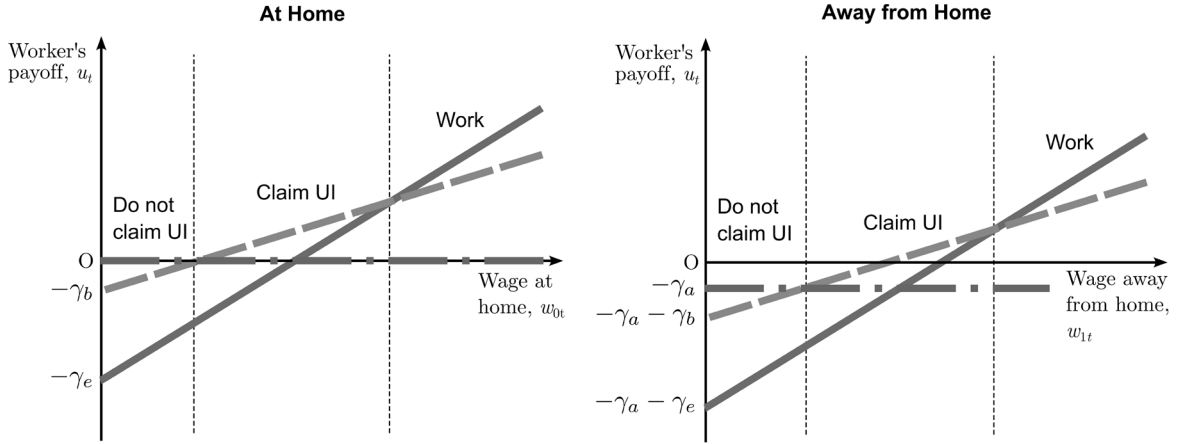 At Home
Worker's
payoff, u_t
Work
Claim UI
Do not
claim UI
O
−γ_b
−γ_e
Wage at
home, w_0t
Away from Home
Worker's
payoff, u_t
Work
Do not
claim UI
Claim UI
O
−γ_a
−γ_a − γ_b
−γ_a − γ_e
Wage away
from home,
w_1t